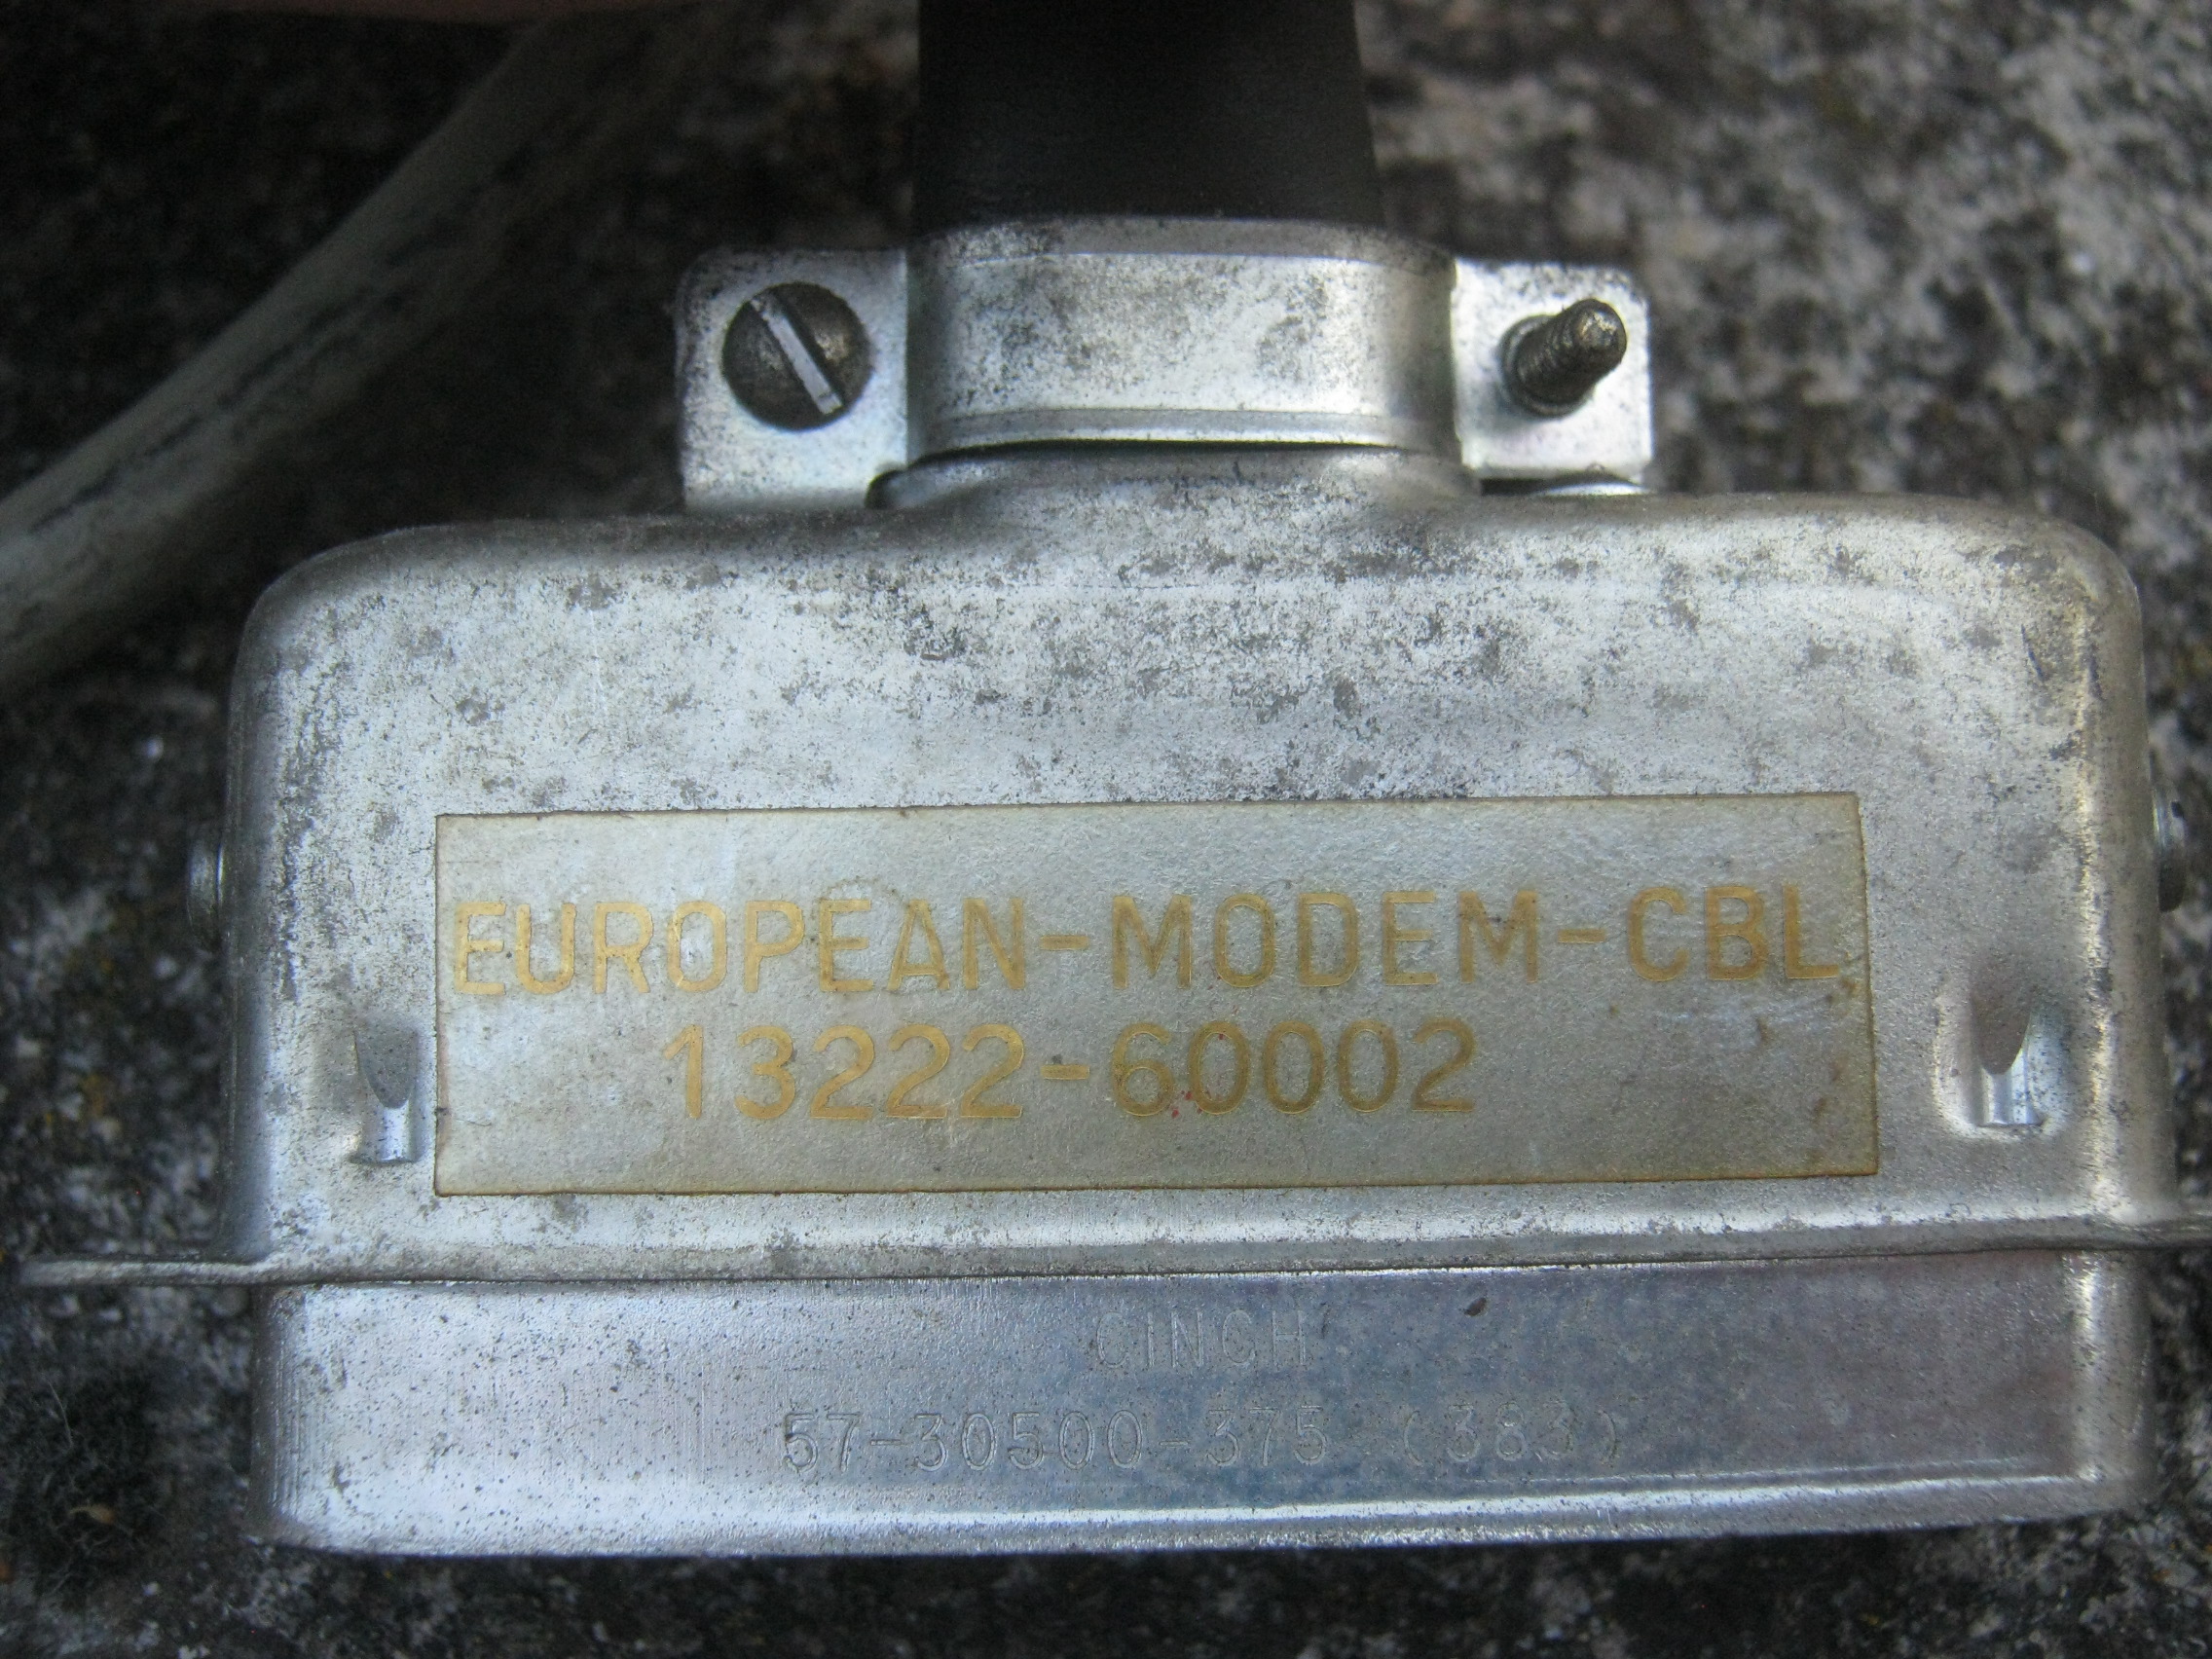 EUROPEAN-MODEM-CBL
13222-60002
CINCH
57-30500-375 (383)